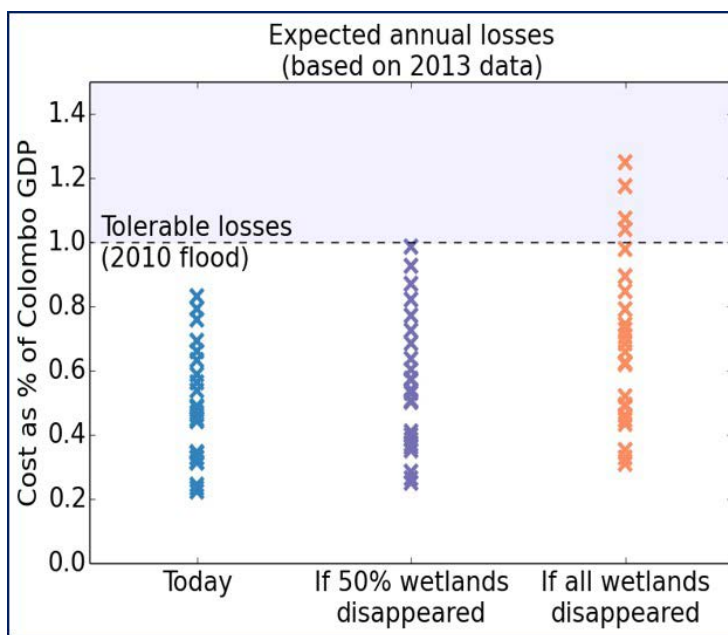 Expected annual losses
(based on 2013 data)
Cost as % of Colombo GDP
1.4
1.2
1.0
0.8
0.6
0.4
0.2
0.0
Tolerable losses
(2010 flood)
Today
If 50% wetlands
disappeared
If all wetlands
disappeared